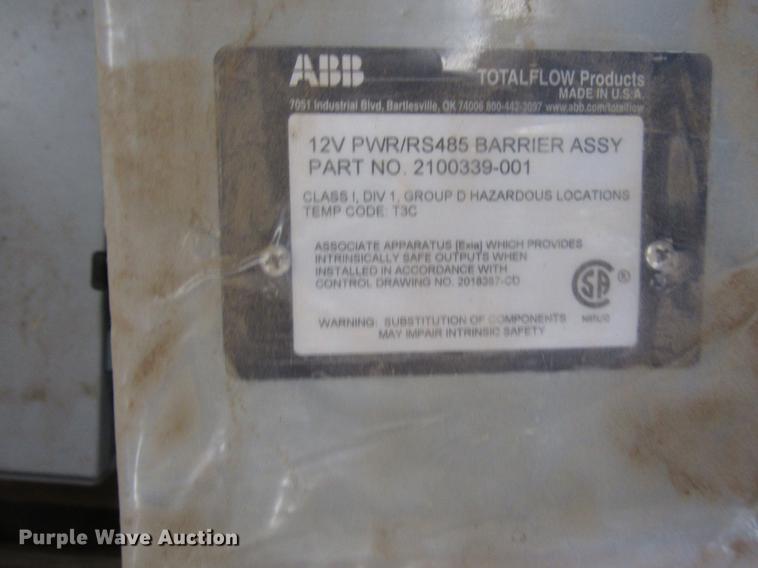 ABB
TOTALFLOW Products
MADE IN U.S.A.
7051 Industrial Blvd, Bartlesville, OK 74006 800-442-3097 www.abb.com/totalflow
12V PWR/RS485 BARRIER ASSY
PART NO. 2100339-001
CLASS I, DIV 1, GROUP D HAZARDOUS LOCATIONS
TEMP CODE: T3C
ASSOCIATE APPARATUS [Exia] WHICH PROVIDES
INTRINSICALLY SAFE OUTPUTS WHEN
INSTALLED IN ACCORDANCE WITH
CONTROL DRAWING NO. 2018387-CD
SA ®
NRTL/C
WARNING: SUBSTITUTION OF COMPONENTS
MAY IMPAIR INTRINSIC SAFETY
Purple Wave Auction